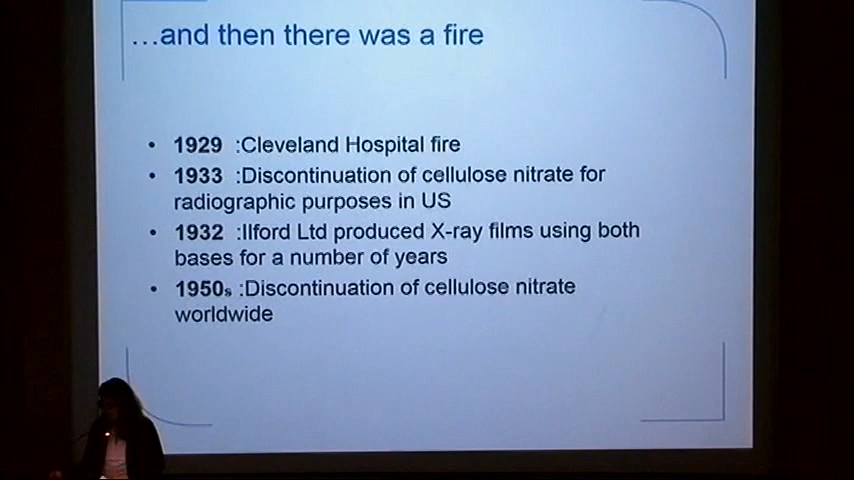 ...and then there was a fire
• 1929 :Cleveland Hospital fire
• 1933 :Discontinuation of cellulose nitrate for
radiographic purposes in US
• 1932 :Ilford Ltd produced X-ray films using both
bases for a number of years
• 1950s :Discontinuation of cellulose nitrate
worldwide